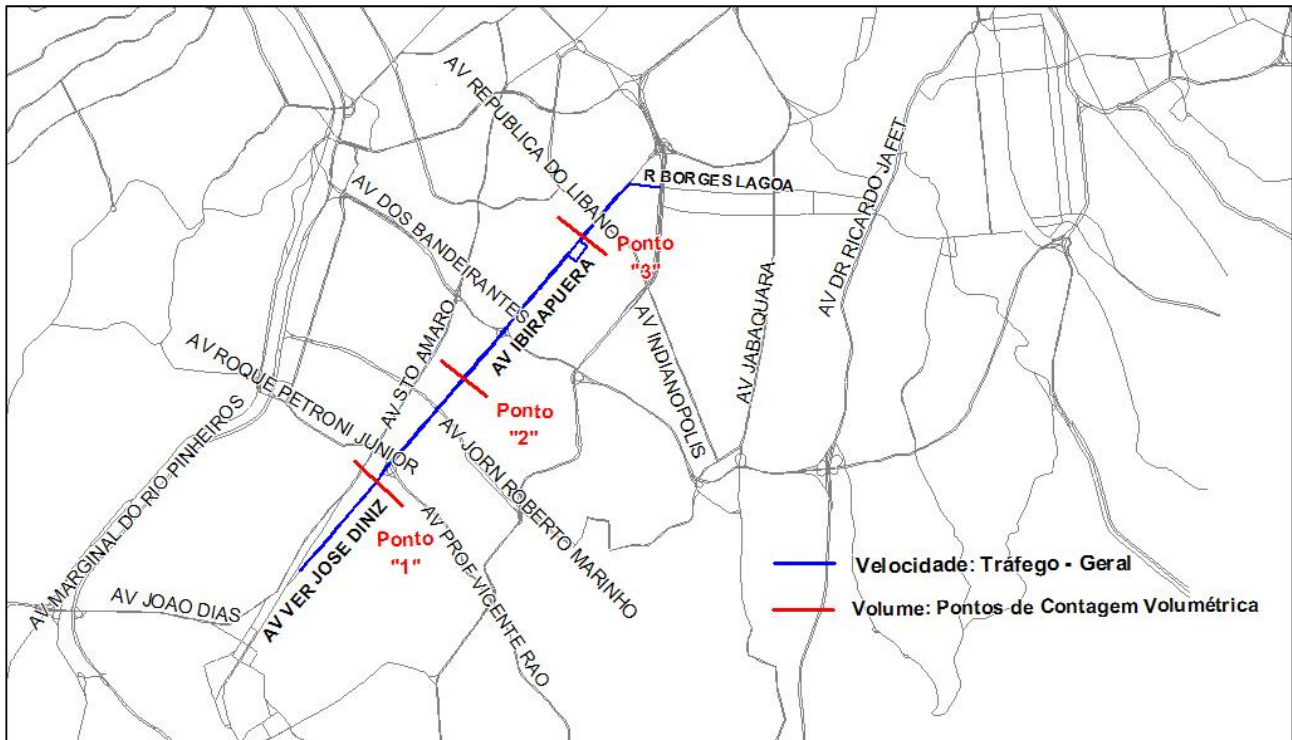 AV REPUBLICA DO LIBANO
R BORGES LAGOA
AV DR RICARDO JAFET
AV DOS BANDEIRANTES
Ponto
"3"
AV IBIRAPUERA
AV STO AMARO
AV INDIANOPOLIS
AV JABAQUARA
AV ROQUE PETRONI JUNIOR
Ponto
"2"
AV JORN ROBERTO MARINHO
AV MARGINAL DO RIO PINHEIROS
Ponto
"1"
AV VER JOSE DINIZ
AV PROF VICENTE RAO
AV JOAO DIAS
Velocidade: Tráfego - Geral
Volume: Pontos de Contagem Volumétrica